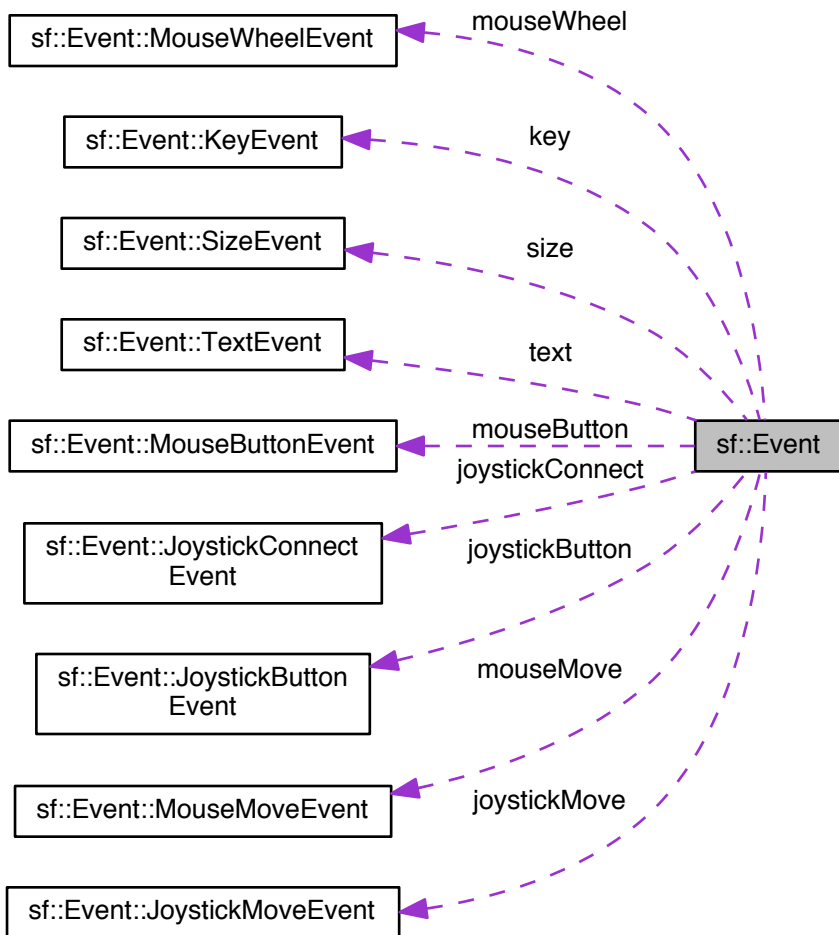 mouseWheel
sf::Event::MouseWheelEvent
key
sf::Event::KeyEvent
size
sf::Event::SizeEvent
text
sf::Event::TextEvent
mouseButton
sf::Event::MouseButtonEvent
sf::Event
joystickConnect
sf::Event::JoystickConnect
Event
joystickButton
sf::Event::JoystickButton
Event
mouseMove
sf::Event::MouseMoveEvent
joystickMove
sf::Event::JoystickMoveEvent